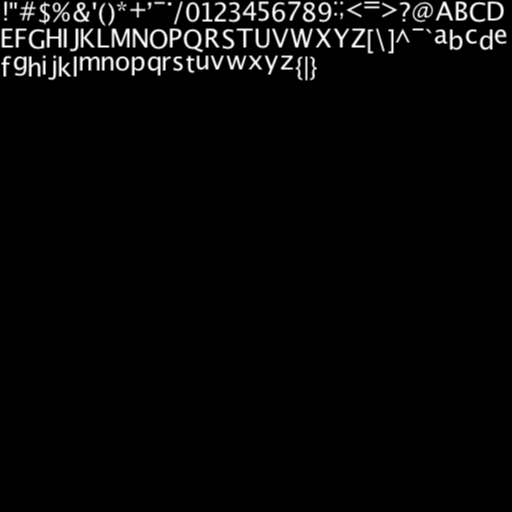 !"#$%&'()*+,-./0123456789:;<=>?@ABCD
EFGHIJKLMNOPQRSTUVWXYZ[\]^_`abcde
fghijklmnopqrstuvwxyz{|}